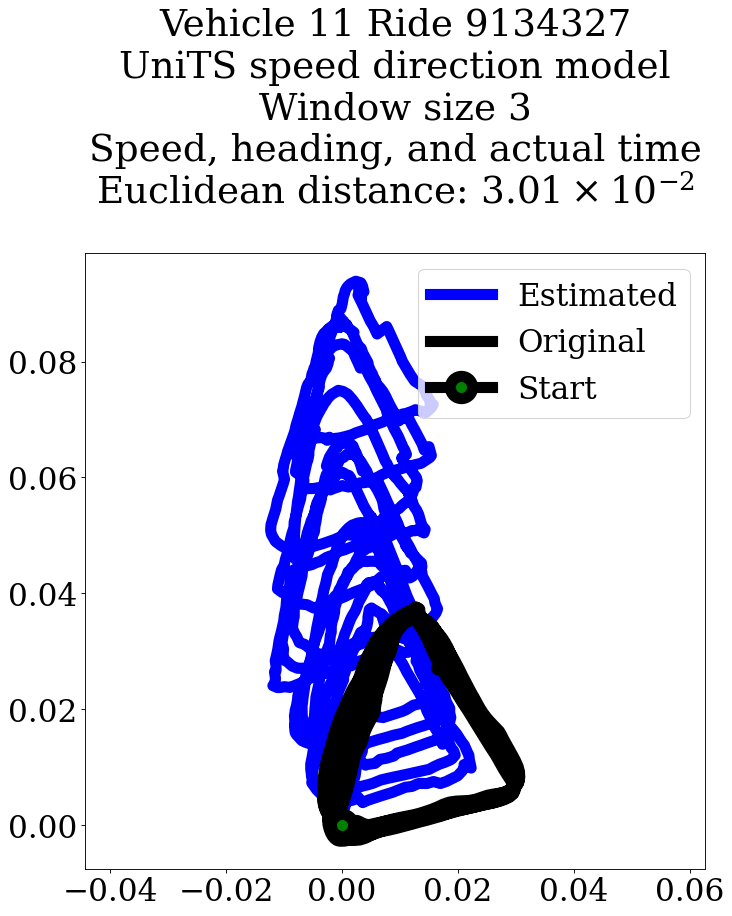 Vehicle 11 Ride 9134327
UniTS speed direction model
Window size 3
Speed, heading, and actual time
Euclidean distance: 3.01 × 10⁻²
Estimated
Original
Start
0.08
0.06
0.04
0.02
0.00
−0.04 −0.02 0.00 0.02 0.04 0.06